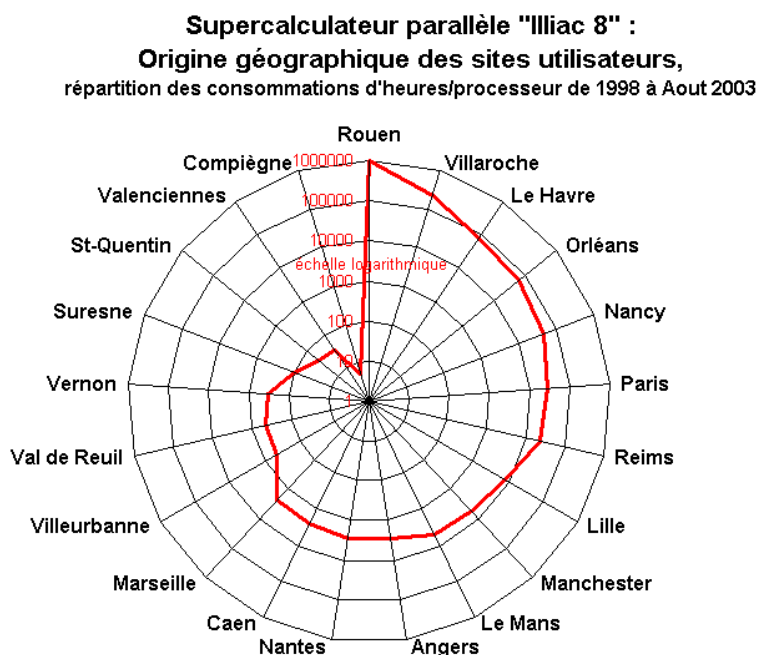 Supercalculateur parallèle "Illiac 8" :
Origine géographique des sites utilisateurs,
répartition des consommations d'heures/processeur de 1998 à Aout 2003
Rouen
Villaroche
Le Havre
Orléans
Nancy
Paris
Reims
Lille
Manchester
Le Mans
Angers
Nantes
Caen
Marseille
Villeurbanne
Val de Reuil
Vernon
Suresne
St-Quentin
Valenciennes
Compiègne
1000000
100000
10000
échelle logarithmique
1000
100
10
1